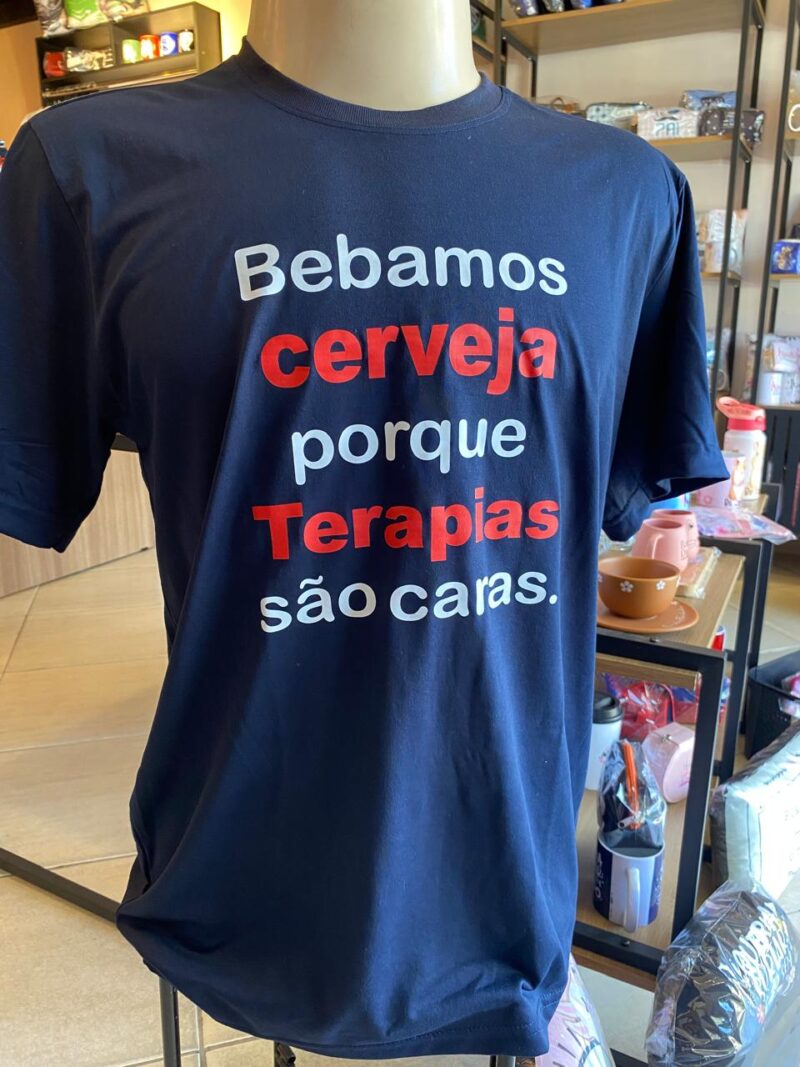 Bebamos
cerveja
porque
Terapias
são caras.